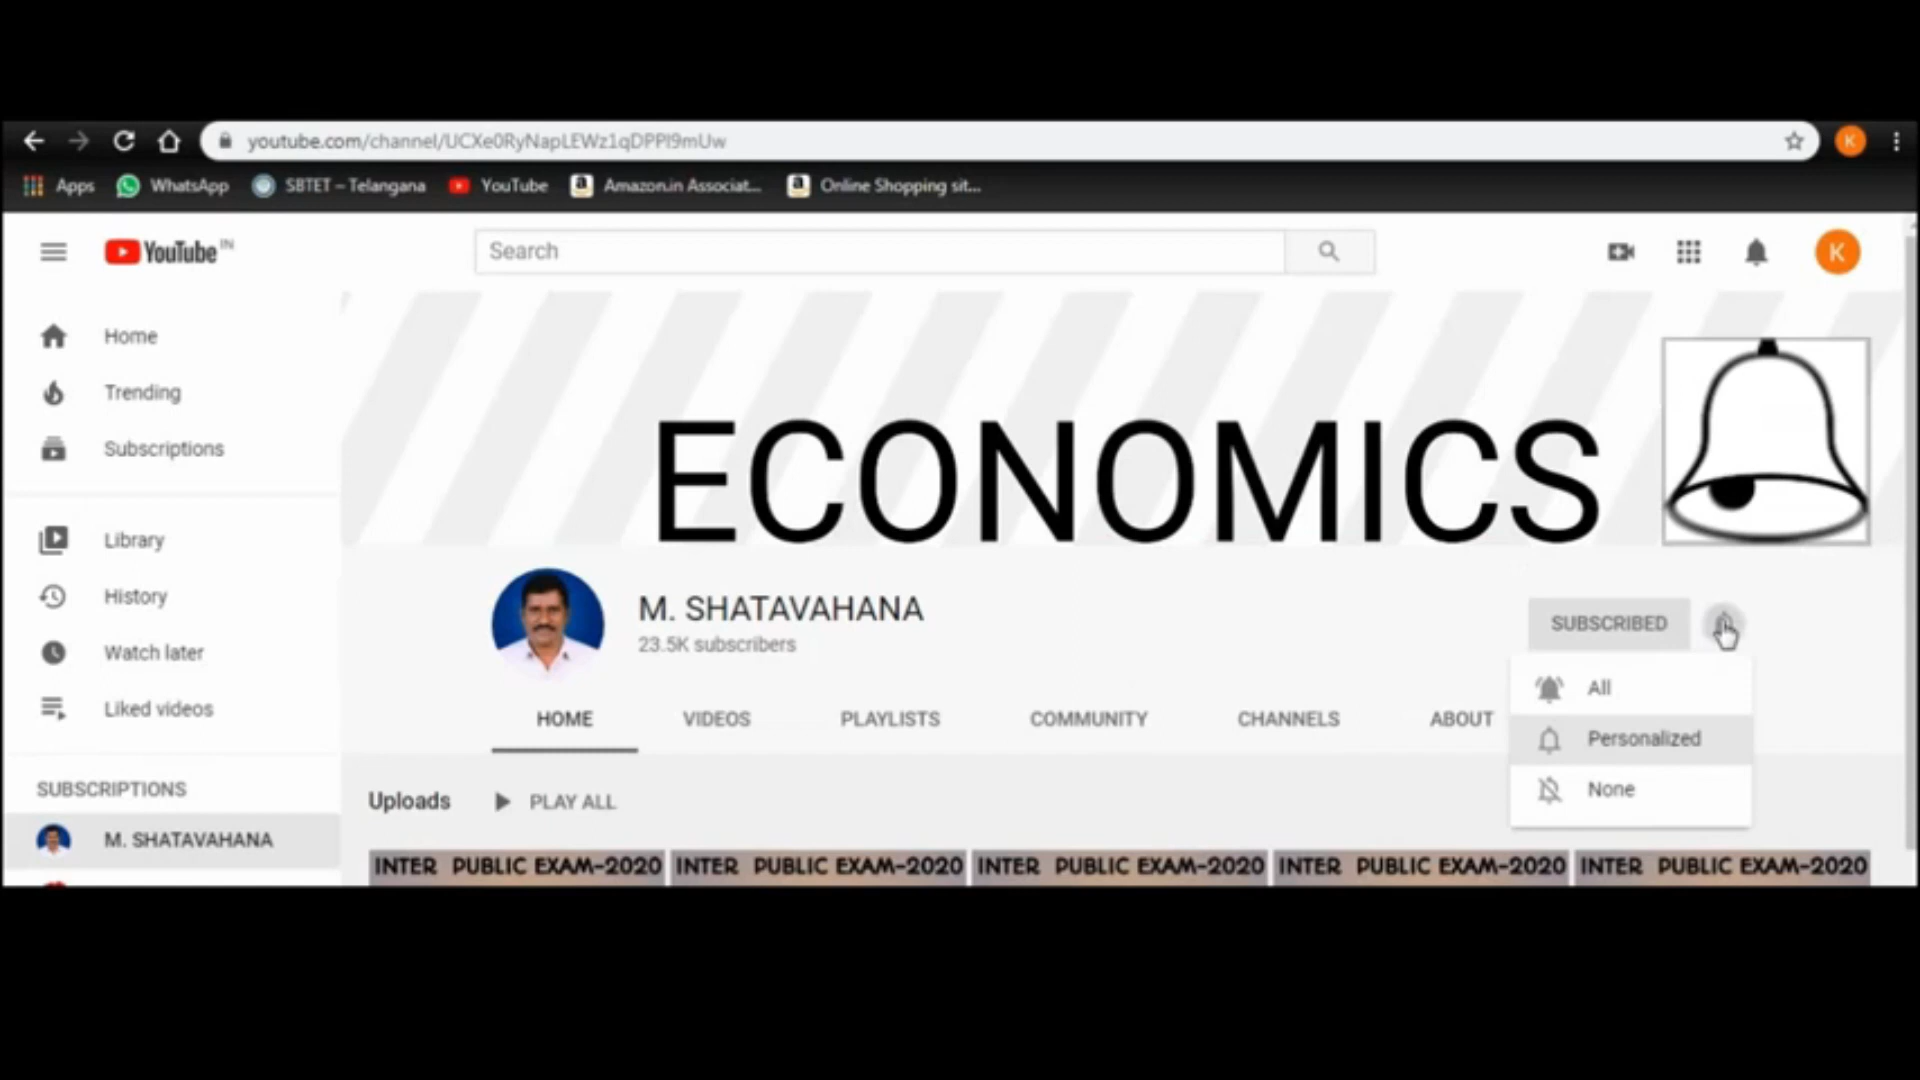 youtube.com/channel/UCXe0RyNapLEWz1qDPPI9mUw
K
Apps WhatsApp SBTET – Telangana YouTube Amazon.in Associat... Online Shopping sit...
YouTube IN
Search
K
Home
Trending
Subscriptions
Library
History
Watch later
Liked videos
SUBSCRIPTIONS
M. SHATAVAHANA
ECONOMICS
M. SHATAVAHANA
23.5K subscribers
SUBSCRIBED
All
Personalized
None
HOME VIDEOS PLAYLISTS COMMUNITY CHANNELS ABOUT
Uploads PLAY ALL
INTER PUBLIC EXAM-2020 INTER PUBLIC EXAM-2020 INTER PUBLIC EXAM-2020 INTER PUBLIC EXAM-2020 INTER PUBLIC EXAM-2020